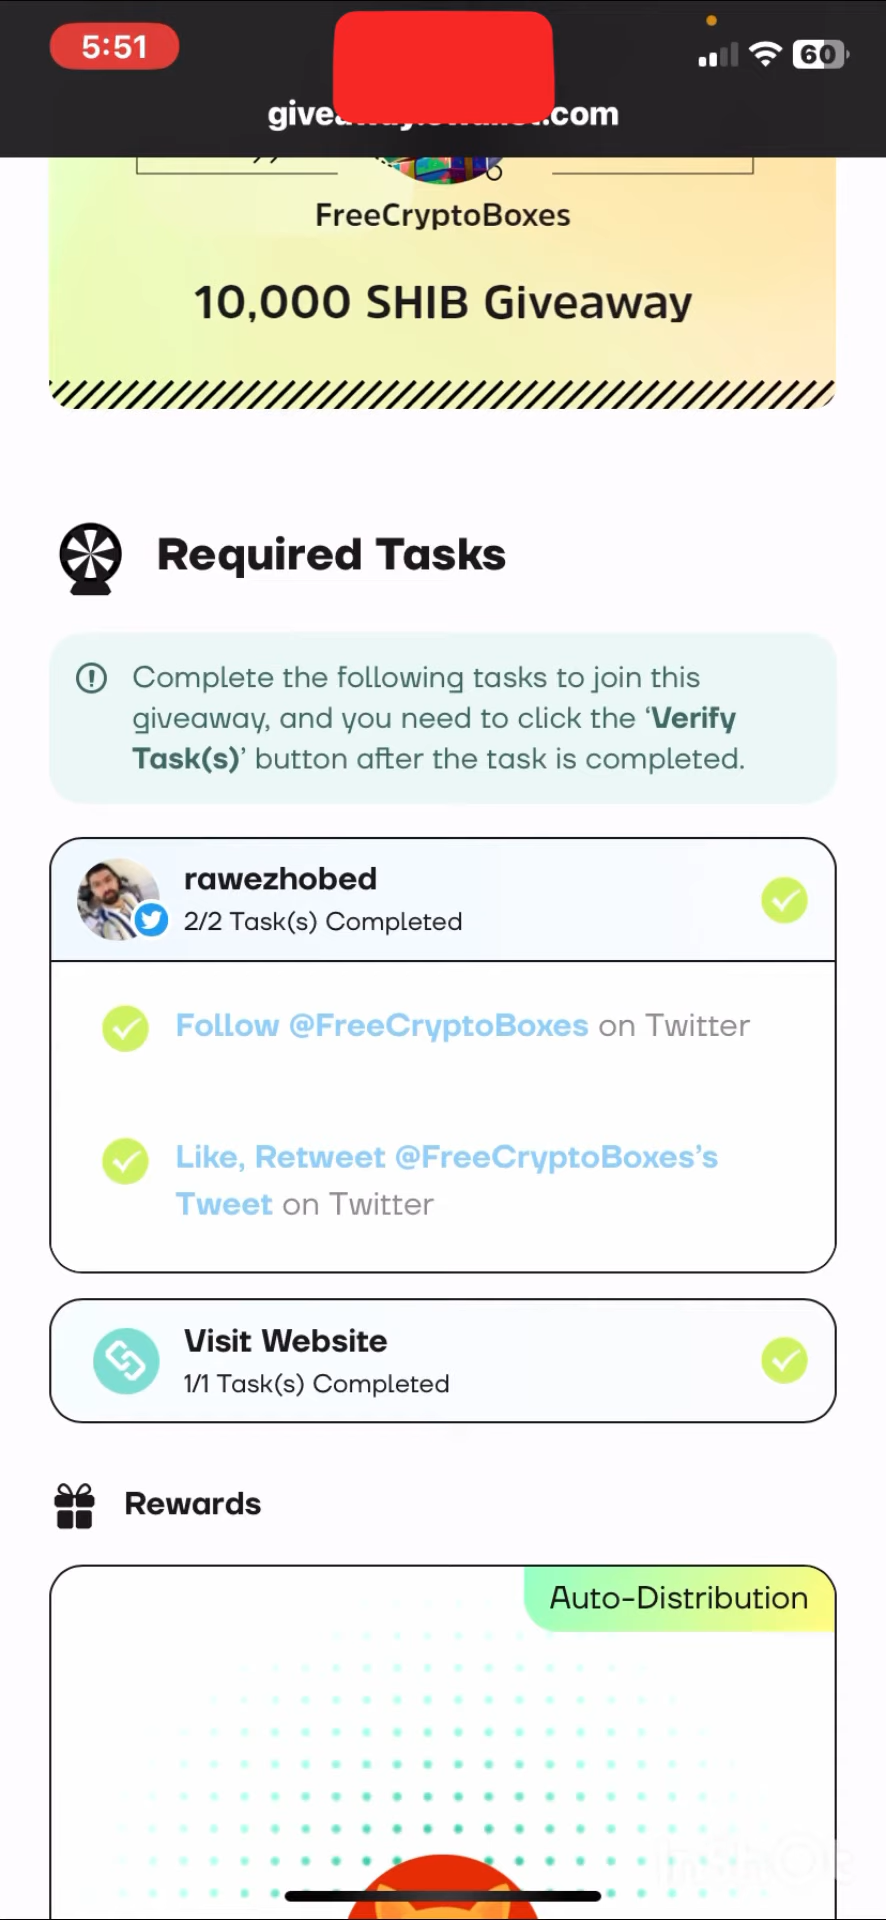 5:51
60
.com
FreeCryptoBoxes
10,000 SHIB Giveaway
Required Tasks
Complete the following tasks to join this
giveaway, and you need to click the ‘Verify
Task(s)’ button after the task is completed.
rawezhobed
2/2 Task(s) Completed
Follow @FreeCryptoBoxes on Twitter
Like, Retweet @FreeCryptoBoxes’s
Tweet on Twitter
Visit Website
1/1 Task(s) Completed
Rewards
Auto-Distribution
InShOt